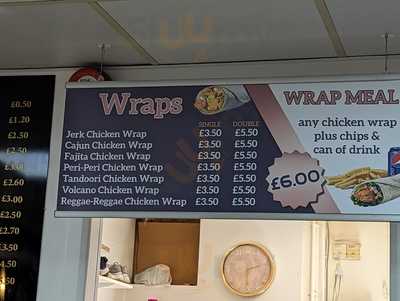 £0.50
£1.20
£2.50
£2.50
£2.60
£3.00
£2.50
£2.70
Wraps
SINGLE DOUBLE
Jerk Chicken Wrap £3.50 £5.50
Cajun Chicken Wrap £3.50 £5.50
Fajita Chicken Wrap £3.50 £5.50
Peri-Peri Chicken Wrap £3.50 £5.50
Tandoori Chicken Wrap £3.50 £5.50
Volcano Chicken Wrap £3.50 £5.50
Reggae-Reggae Chicken Wrap £3.50 £5.50
WRAP MEAL
any chicken wrap
plus chips &
can of drink
£6.00